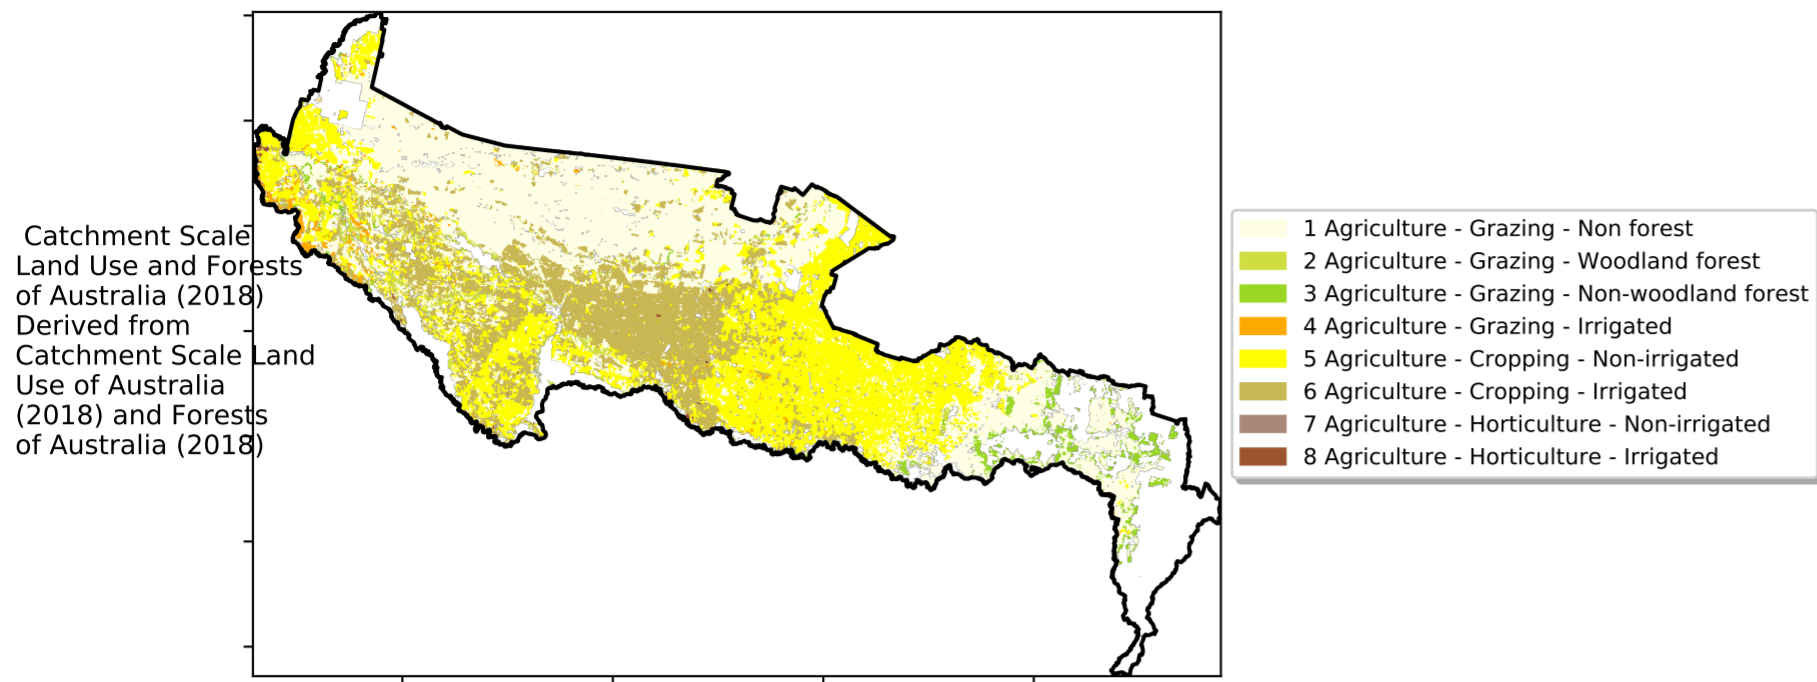 Catchment Scale
Land Use and Forests
of Australia (2018)
Derived from
Catchment Scale Land
Use of Australia
(2018) and Forests
of Australia (2018)
1 Agriculture - Grazing - Non forest
2 Agriculture - Grazing - Woodland forest
3 Agriculture - Grazing - Non-woodland forest
4 Agriculture - Grazing - Irrigated
5 Agriculture - Cropping - Non-irrigated
6 Agriculture - Cropping - Irrigated
7 Agriculture - Horticulture - Non-irrigated
8 Agriculture - Horticulture - Irrigated